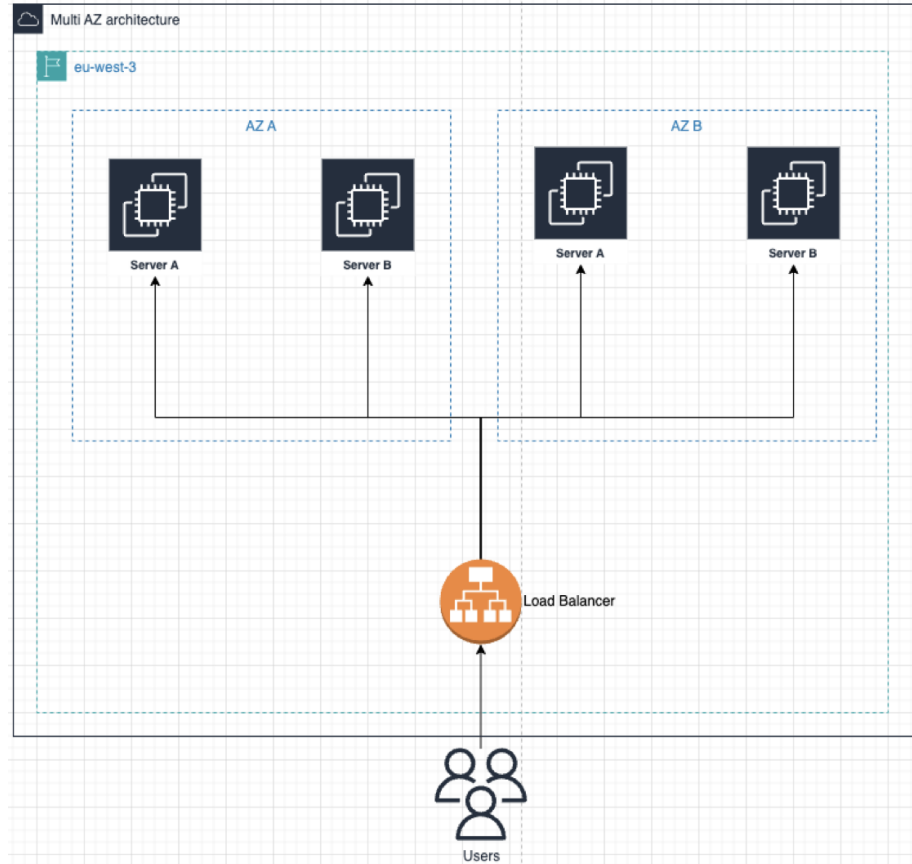 Multi AZ architecture
eu-west-3
AZ A
AZ B
Server A
Server B
Server A
Server B
Load Balancer
Users